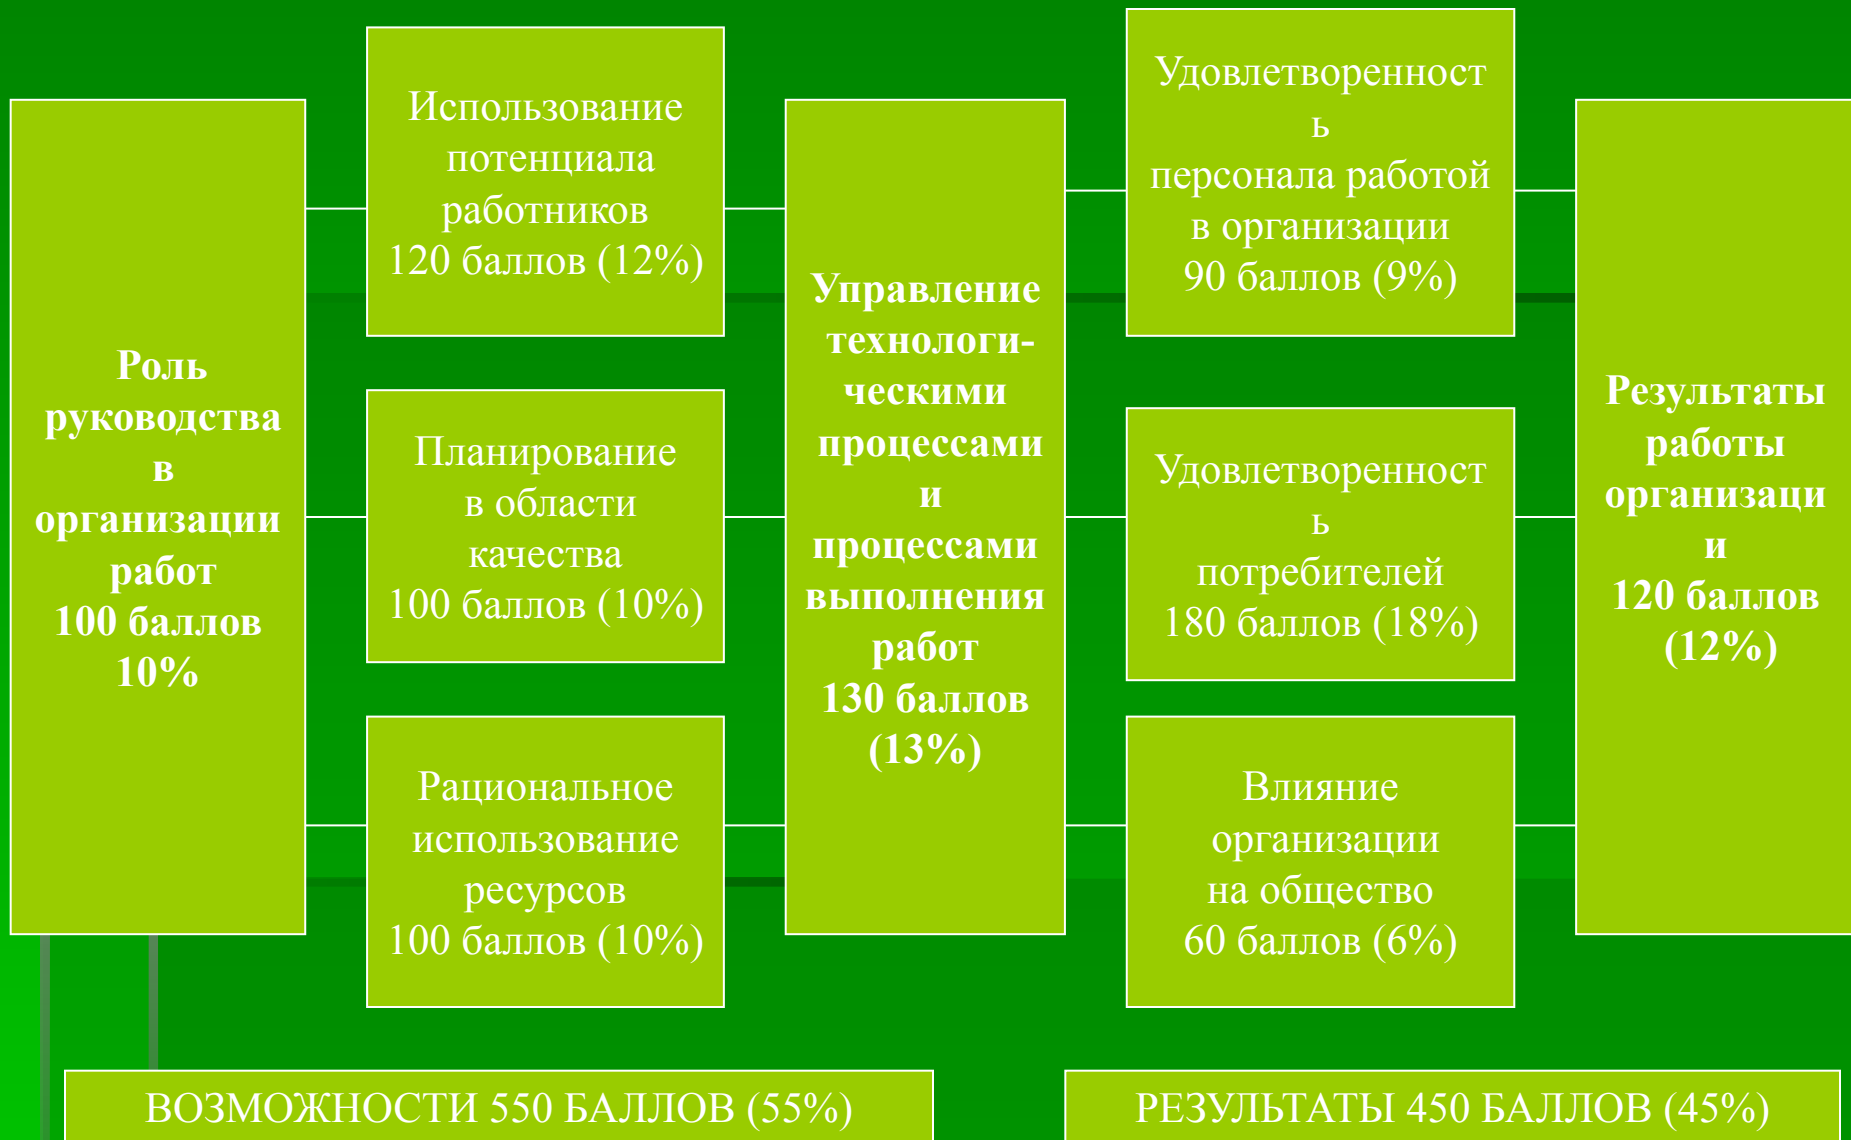 Роль
руководства
в
организации
работ
100 баллов
10%
Использование
потенциала
работников
120 баллов (12%)
Планирование
в области
качества
100 баллов (10%)
Рациональное
использование
ресурсов
100 баллов (10%)
Управление
технологи-
ческими
процессами
и
процессами
выполнения
работ
130 баллов
(13%)
Удовлетворенност
ь
персонала работой
в организации
90 баллов (9%)
Удовлетворенност
ь
потребителей
180 баллов (18%)
Влияние
организации
на общество
60 баллов (6%)
Результаты
работы
организаци
и
120 баллов
(12%)
ВОЗМОЖНОСТИ 550 БАЛЛОВ (55%)
РЕЗУЛЬТАТЫ 450 БАЛЛОВ (45%)